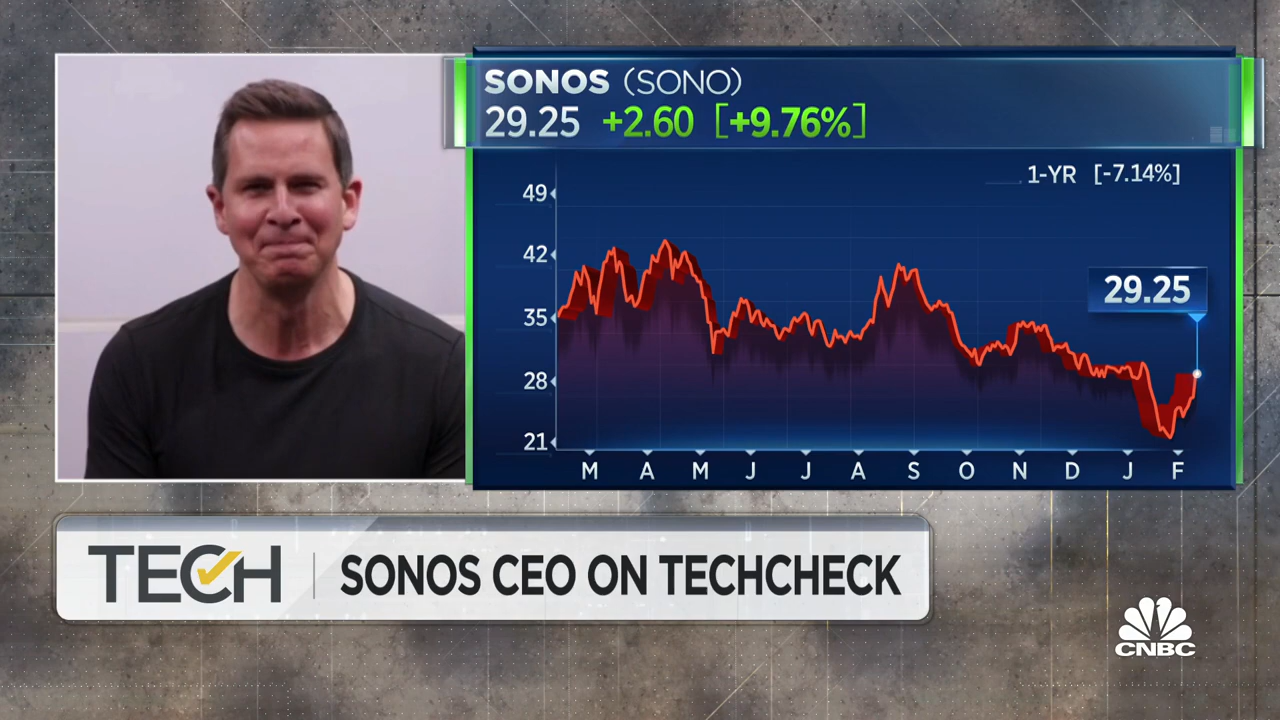 SONOS (SONO)
29.25 +2.60 [+9.76%]
1-YR [-7.14%]
49
42
35
28
21
29.25
M A M J J A S O N D J F
TECH
SONOS CEO ON TECHCHECK
CNBC